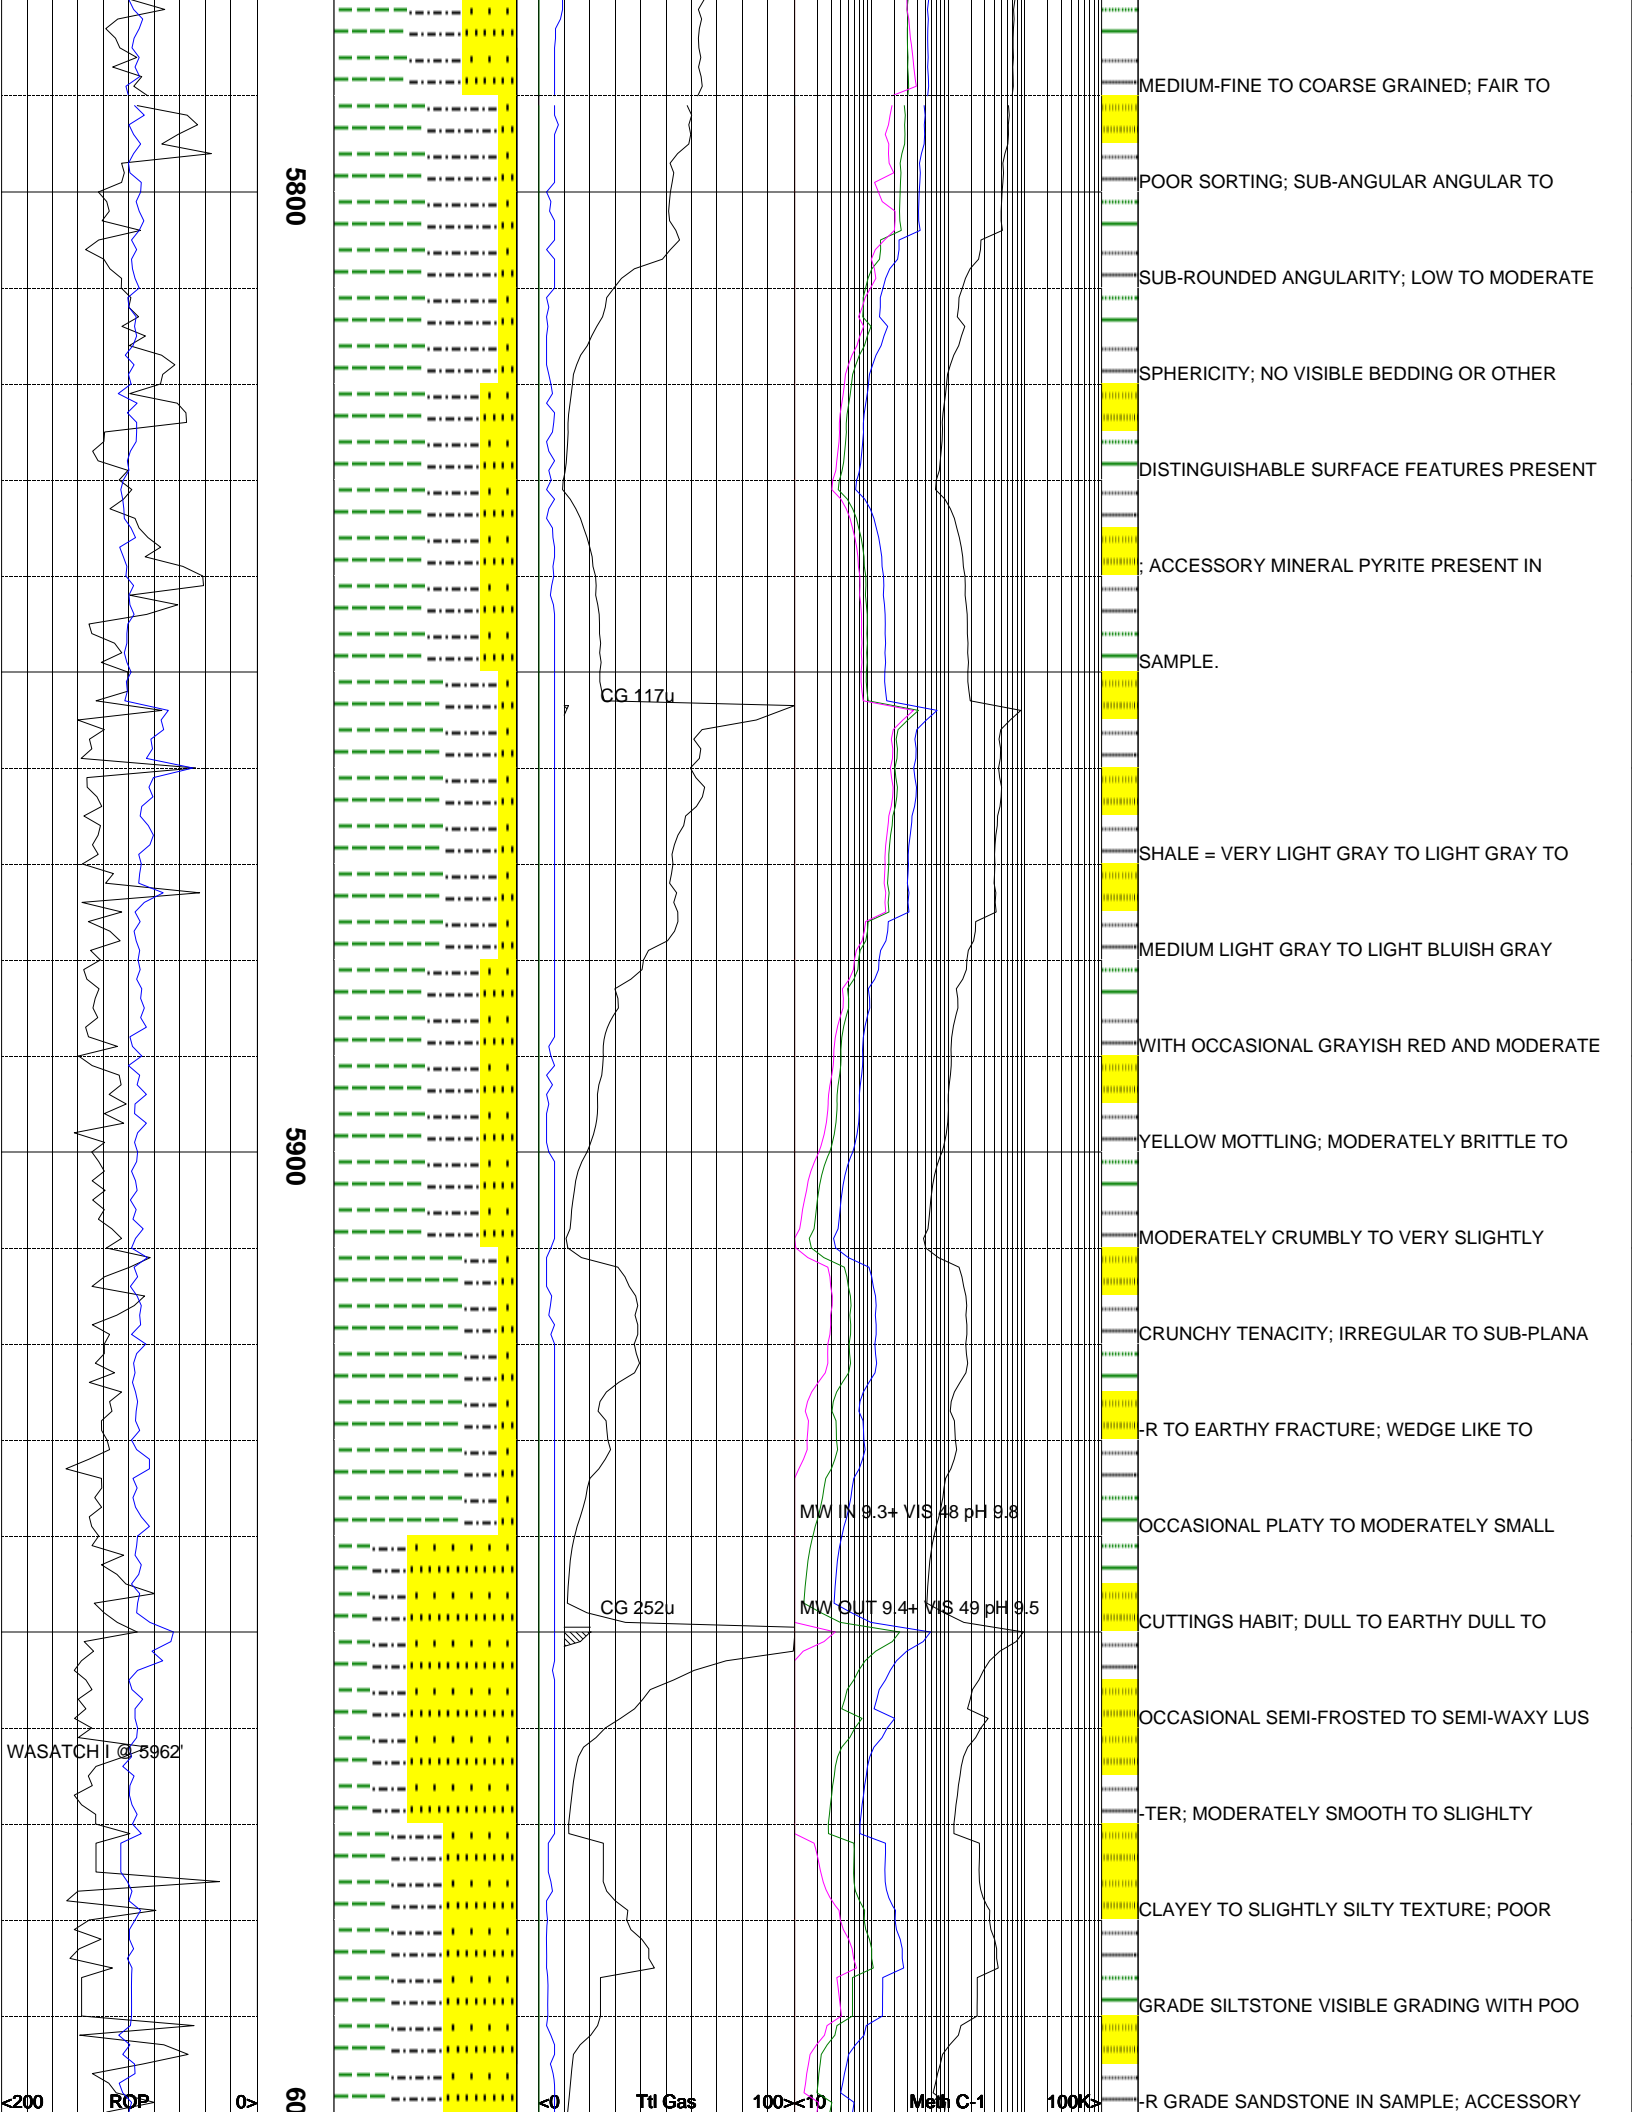 MEDIUM-FINE TO COARSE GRAINED; FAIR TO
5800
POOR SORTING; SUB-ANGULAR ANGULAR TO
SUB-ROUNDED ANGULARITY; LOW TO MODERATE
SPHERICITY; NO VISIBLE BEDDING OR OTHER
DISTINGUISHABLE SURFACE FEATURES PRESENT
; ACCESSORY MINERAL PYRITE PRESENT IN
SAMPLE.
CG 117u
SHALE = VERY LIGHT GRAY TO LIGHT GRAY TO
MEDIUM LIGHT GRAY TO LIGHT BLUISH GRAY
WITH OCCASIONAL GRAYISH RED AND MODERATE
5900
YELLOW MOTTLING; MODERATELY BRITTLE TO
MODERATELY CRUMBLY TO VERY SLIGHTLY
CRUNCHY TENACITY; IRREGULAR TO SUB-PLANA
-R TO EARTHY FRACTURE; WEDGE LIKE TO
MW IN 9.3+ VIS 48 pH 9.8
OCCASIONAL PLATY TO MODERATELY SMALL
CG 252u
MW OUT 9.4+ VIS 49 pH 9.5
CUTTINGS HABIT; DULL TO EARTHY DULL TO
OCCASIONAL SEMI-FROSTED TO SEMI-WAXY LUS
WASATCH I @ 5962'
-TER; MODERATELY SMOOTH TO SLIGHLTY
CLAYEY TO SLIGHTLY SILTY TEXTURE; POOR
GRADE SILTSTONE VISIBLE GRADING WITH POO
60
<200 ROP 0>
<0 Ttl Gas 100>
<10 Meth C-1 100K>
-R GRADE SANDSTONE IN SAMPLE; ACCESSORY